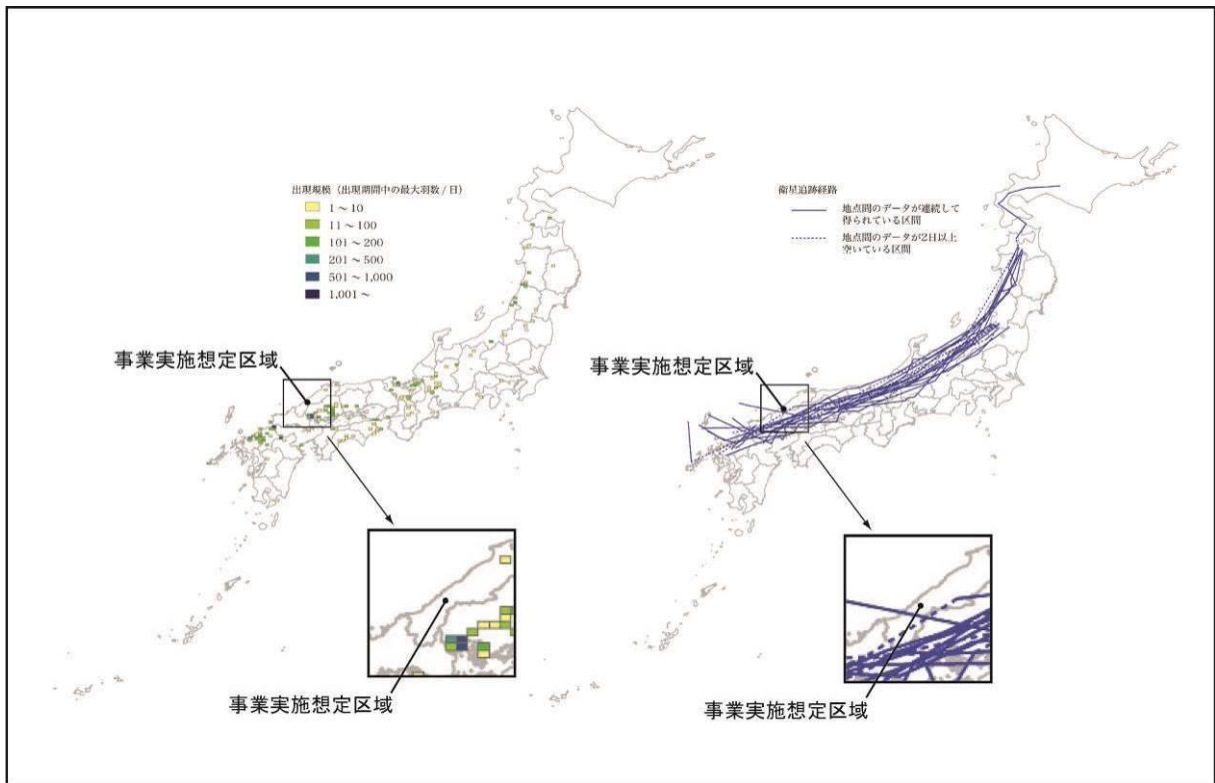 出現規模（出現期間中の最大羽数 / 日）
1 ～ 10
11 ～ 100
101 ～ 200
201 ～ 500
501 ～ 1,000
1,001 ～
事業実施想定区域
事業実施想定区域
衛星追跡経路
地点間のデータが連続して
得られている区間
地点間のデータが2日以上
空いている区間
事業実施想定区域
事業実施想定区域